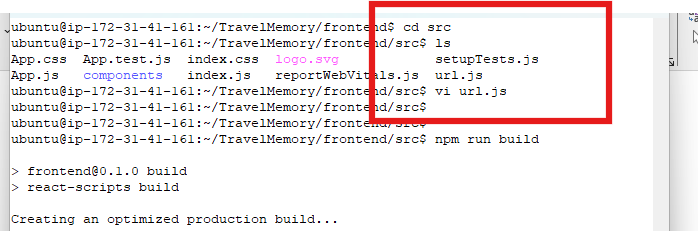 ubuntu@ip-172-31-41-161:~/TravelMemory/frontend$ cd src
ubuntu@ip-172-31-41-161:~/TravelMemory/frontend/src$ ls
App.css  App.test.js  index.css  logo.svg            setupTests.js
App.js   components   index.js   reportWebVitals.js  url.js
ubuntu@ip-172-31-41-161:~/TravelMemory/frontend/src$ vi url.js
ubuntu@ip-172-31-41-161:~/TravelMemory/frontend/src$
ubuntu@ip-172-31-41-161:~/TravelMemory/frontend/src$
ubuntu@ip-172-31-41-161:~/TravelMemory/frontend/src$ npm run build
> frontend@0.1.0 build
> react-scripts build
Creating an optimized production build...